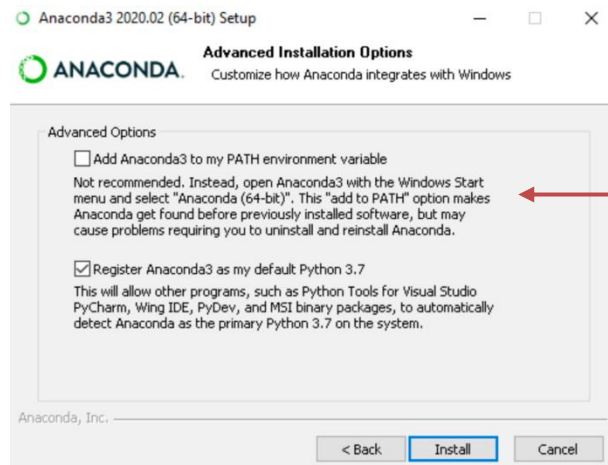 Anaconda3 2020.02 (64-bit) Setup
ANACONDA.
Advanced Installation Options
Customize how Anaconda integrates with Windows
Advanced Options
Add Anaconda3 to my PATH environment variable
Not recommended. Instead, open Anaconda3 with the Windows Start
menu and select "Anaconda (64-bit)". This "add to PATH" option makes
Anaconda get found before previously installed software, but may
cause problems requiring you to uninstall and reinstall Anaconda.
Register Anaconda3 as my default Python 3.7
This will allow other programs, such as Python Tools for Visual Studio
PyCharm, Wing IDE, PyDev, and MSI binary packages, to automatically
detect Anaconda as the primary Python 3.7 on the system.
Anaconda, Inc.
< Back
Install
Cancel